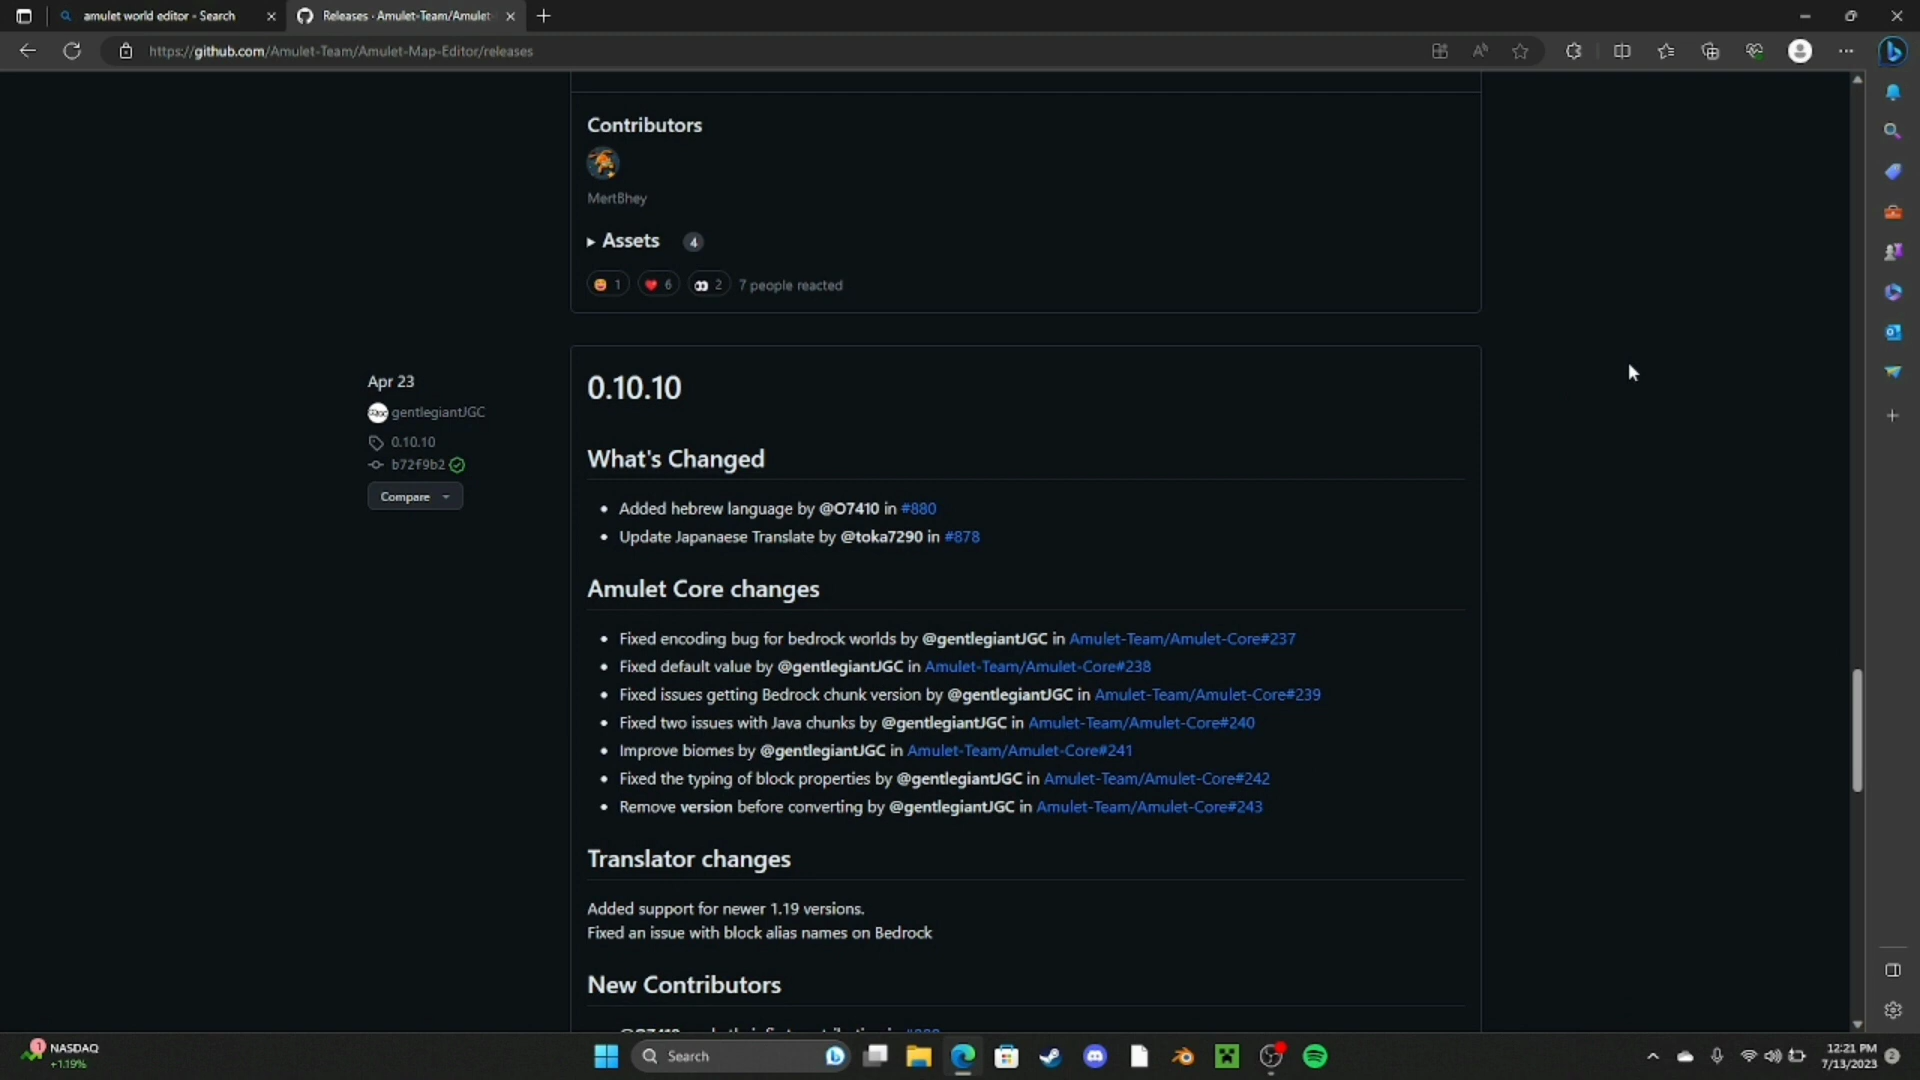 amulet world editor - Search
Releases · Amulet-Team/Amulet-
https://github.com/Amulet-Team/Amulet-Map-Editor/releases
Contributors
MertBhey
Assets 4
1 6 2 7 people reacted
Apr 23
gentlegiantJGC
0.10.10
b72f9b2
Compare
0.10.10
What's Changed
Added hebrew language by @O7410 in #880
Update Japanaese Translate by @toka7290 in #878
Amulet Core changes
Fixed encoding bug for bedrock worlds by @gentlegiantJGC in Amulet-Team/Amulet-Core#237
Fixed default value by @gentlegiantJGC in Amulet-Team/Amulet-Core#238
Fixed issues getting Bedrock chunk version by @gentlegiantJGC in Amulet-Team/Amulet-Core#239
Fixed two issues with Java chunks by @gentlegiantJGC in Amulet-Team/Amulet-Core#240
Improve biomes by @gentlegiantJGC in Amulet-Team/Amulet-Core#241
Fixed the typing of block properties by @gentlegiantJGC in Amulet-Team/Amulet-Core#242
Remove version before converting by @gentlegiantJGC in Amulet-Team/Amulet-Core#243
Translator changes
Added support for newer 1.19 versions.
Fixed an issue with block alias names on Bedrock
New Contributors
1 NASDAQ
+1.19%
Search
12:21 PM
7/13/2023
2